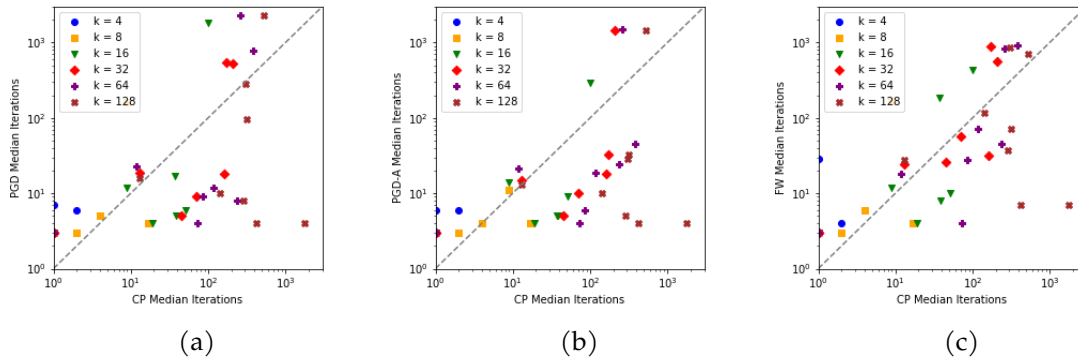 10³
10²
10¹
10⁰
PGD Median Iterations
k = 4
k = 8
k = 16
k = 32
k = 64
k = 128
10⁰ 10¹ 10² 10³
CP Median Iterations
(a)
10³
10²
10¹
10⁰
PGD-A Median Iterations
k = 4
k = 8
k = 16
k = 32
k = 64
k = 128
10⁰ 10¹ 10² 10³
CP Median Iterations
(b)
10³
10²
10¹
10⁰
FW Median Iterations
k = 4
k = 8
k = 16
k = 32
k = 64
k = 128
10⁰ 10¹ 10² 10³
CP Median Iterations
(c)